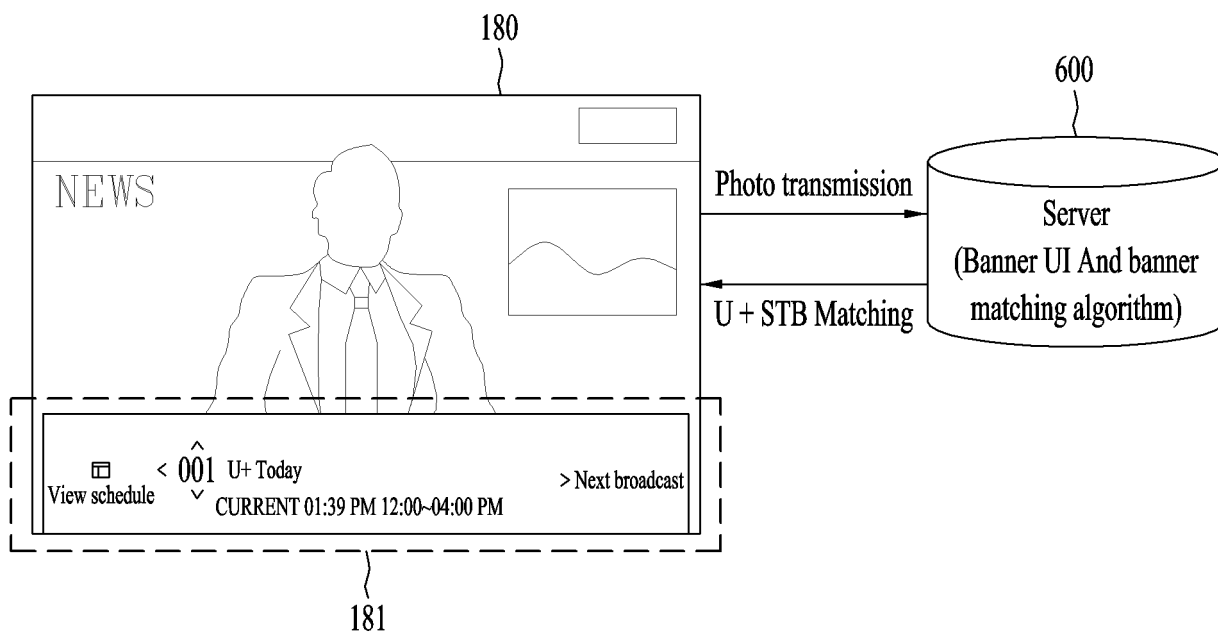 180
600
NEWS
Photo transmission
Server
(Banner UI And banner
matching algorithm)
U + STB Matching
View schedule
< 001 U+ Today
CURRENT 01:39 PM 12:00~04:00 PM
> Next broadcast
181